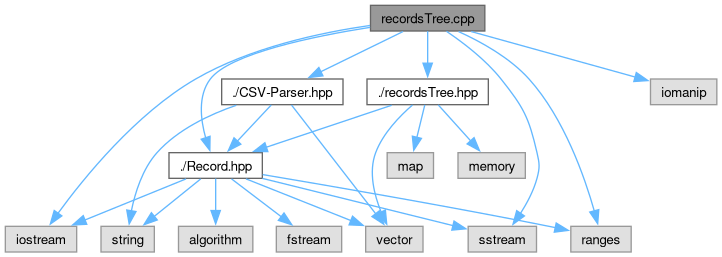 recordsTree.cpp
./CSV-Parser.hpp
./recordsTree.hpp
iomanip
./Record.hpp
map
memory
iostream
string
algorithm
fstream
vector
sstream
ranges